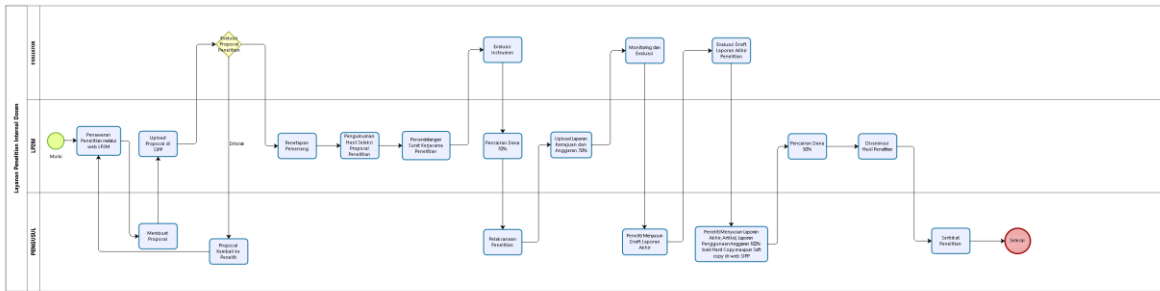 Layanan Penelitian Internal Dosen
EVALUATOR
LP2M
PENGUSUL
Mulai
Penawaran
Penelitian melalui
web LP2M
Upload
Proposal di
SIPP
Membuat
Proposal
Evaluasi
Proposal
Penelitian
Ditolak
Proposal
Kembali ke
Peneliti
Penetapan
Pemenang
Pengumuman
Hasil Seleksi
Proposal
Penelitian
Penandatangan
Surat Kerjasama
Penelitian
Evaluasi
Instrumen
Pencairan Dana
70%
Pelaksanaan
Penelitian
Upload Laporan
Kemajuan dan
Anggaran 70%
Monitoring dan
Evaluasi
Peneliti Menyusun
Draft Laporan
Akhir
Evaluasi Draft
Laporan Akhir
Penelitian
Peneliti Menyusun Laporan
Akhir, Artikel, Laporan
Penggunaan Anggaran 100%
baik Hard Copy maupun Soft
copy di web SIPP
Pencairan Dana
30%
Diseminasi
Hasil Penelitian
Sertifikat
Penelitian
Selesai